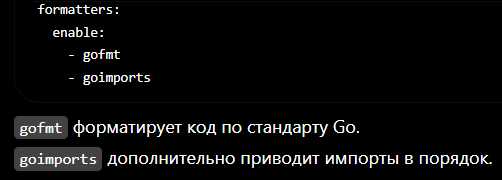 formatters:
  enable:
    - gofmt
    - goimports
gofmt форматирует код по стандарту Go.
goimports дополнительно приводит импорты в порядок.